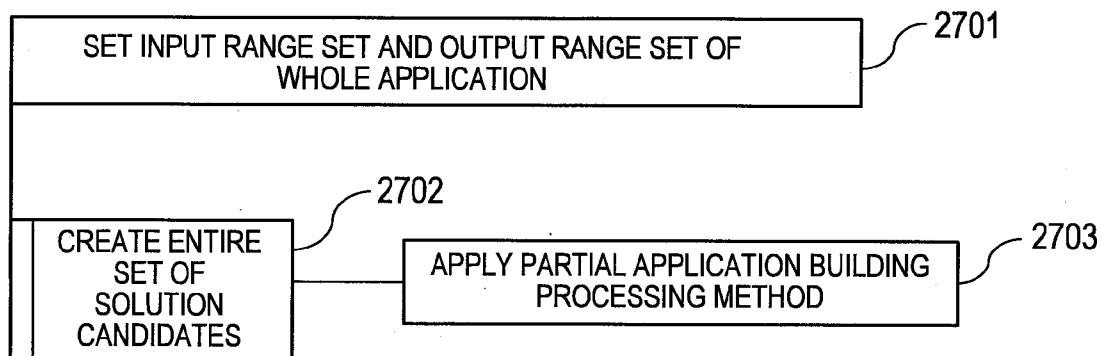 2701
SET INPUT RANGE SET AND OUTPUT RANGE SET OF
WHOLE APPLICATION
2702
CREATE ENTIRE
SET OF
SOLUTION
CANDIDATES
2703
APPLY PARTIAL APPLICATION BUILDING
PROCESSING METHOD